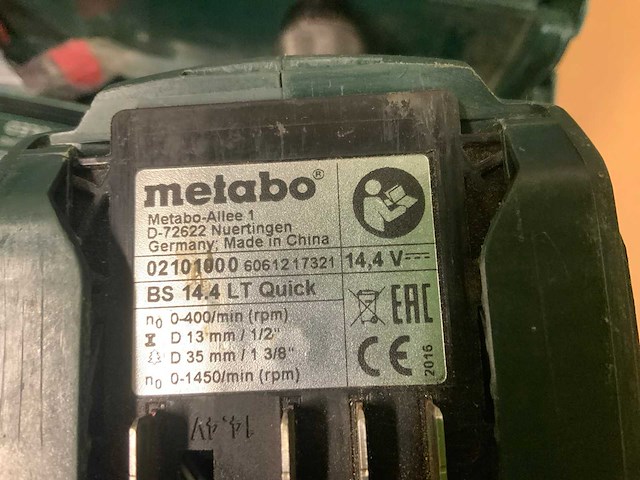 metabo®
Metabo-Allee 1
D-72622 Nuertingen
Germany; Made in China
02101000 6061217321
14,4 V
BS 14.4 LT Quick
n0 0-400/min (rpm)
D 13 mm / 1/2"
D 35 mm / 1 3/8"
n0 0-1450/min (rpm)
EAC
CE
2016
14,4V